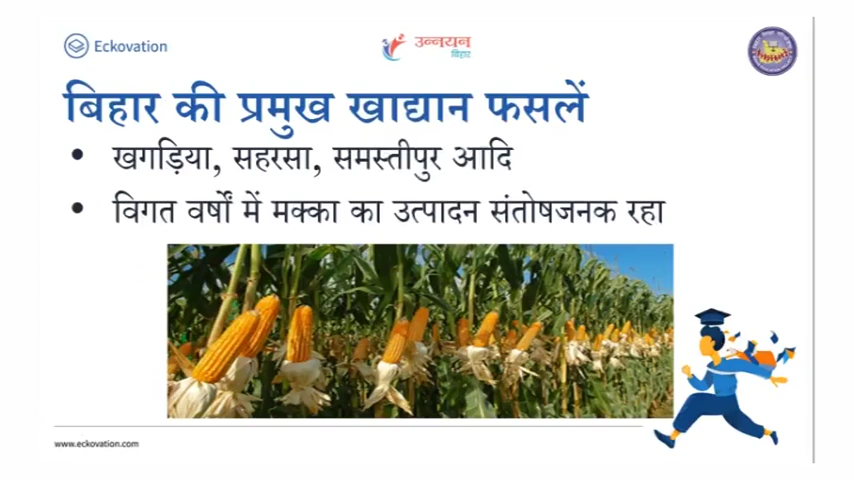 Eckovation
उन्नयन
बिहार
बिहार की प्रमुख खाद्यान फसलें
• खगड़िया, सहरसा, समस्तीपुर आदि
• विगत वर्षों में मक्का का उत्पादन संतोषजनक रहा
www.eckovation.com